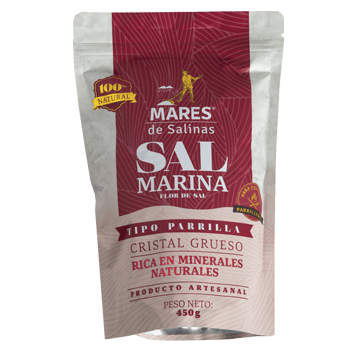 100%
NATURAL
MARES®
de Salinas
SAL
MARINA
FLOR DE SAL
PARRILLA
TIPO PARRILLA
CRISTAL GRUESO
RICA EN MINERALES
NATURALES
PRODUCTO ARTESANAL
PESO NETO:
450g